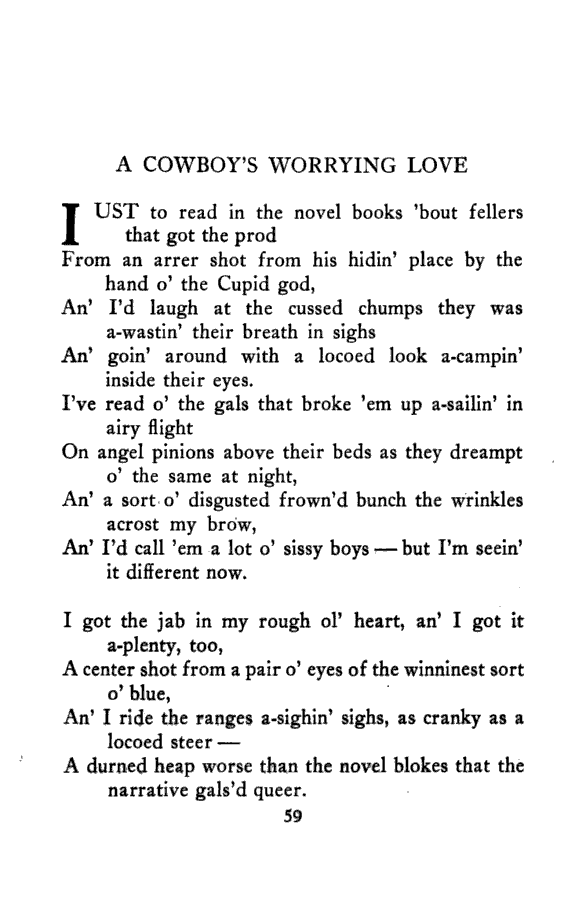 A COWBOY'S WORRYING LOVE
I UST to read in the novel books 'bout fellers
that got the prod
From an arrer shot from his hidin' place by the
hand o' the Cupid god,
An' I'd laugh at the cussed chumps they was
a-wastin' their breath in sighs
An' goin' around with a locoed look a-campin'
inside their eyes.
I've read o' the gals that broke 'em up a-sailin' in
airy flight
On angel pinions above their beds as they dreampt
o' the same at night,
An' a sort o' disgusted frown'd bunch the wrinkles
acrost my brow,
An' I'd call 'em a lot o' sissy boys — but I'm seein'
it different now.

I got the jab in my rough ol' heart, an' I got it
a-plenty, too,
A center shot from a pair o' eyes of the winninest sort
o' blue,
An' I ride the ranges a-sighin' sighs, as cranky as a
locoed steer —
A durned heap worse than the novel blokes that the
narrative gals'd queer.
59